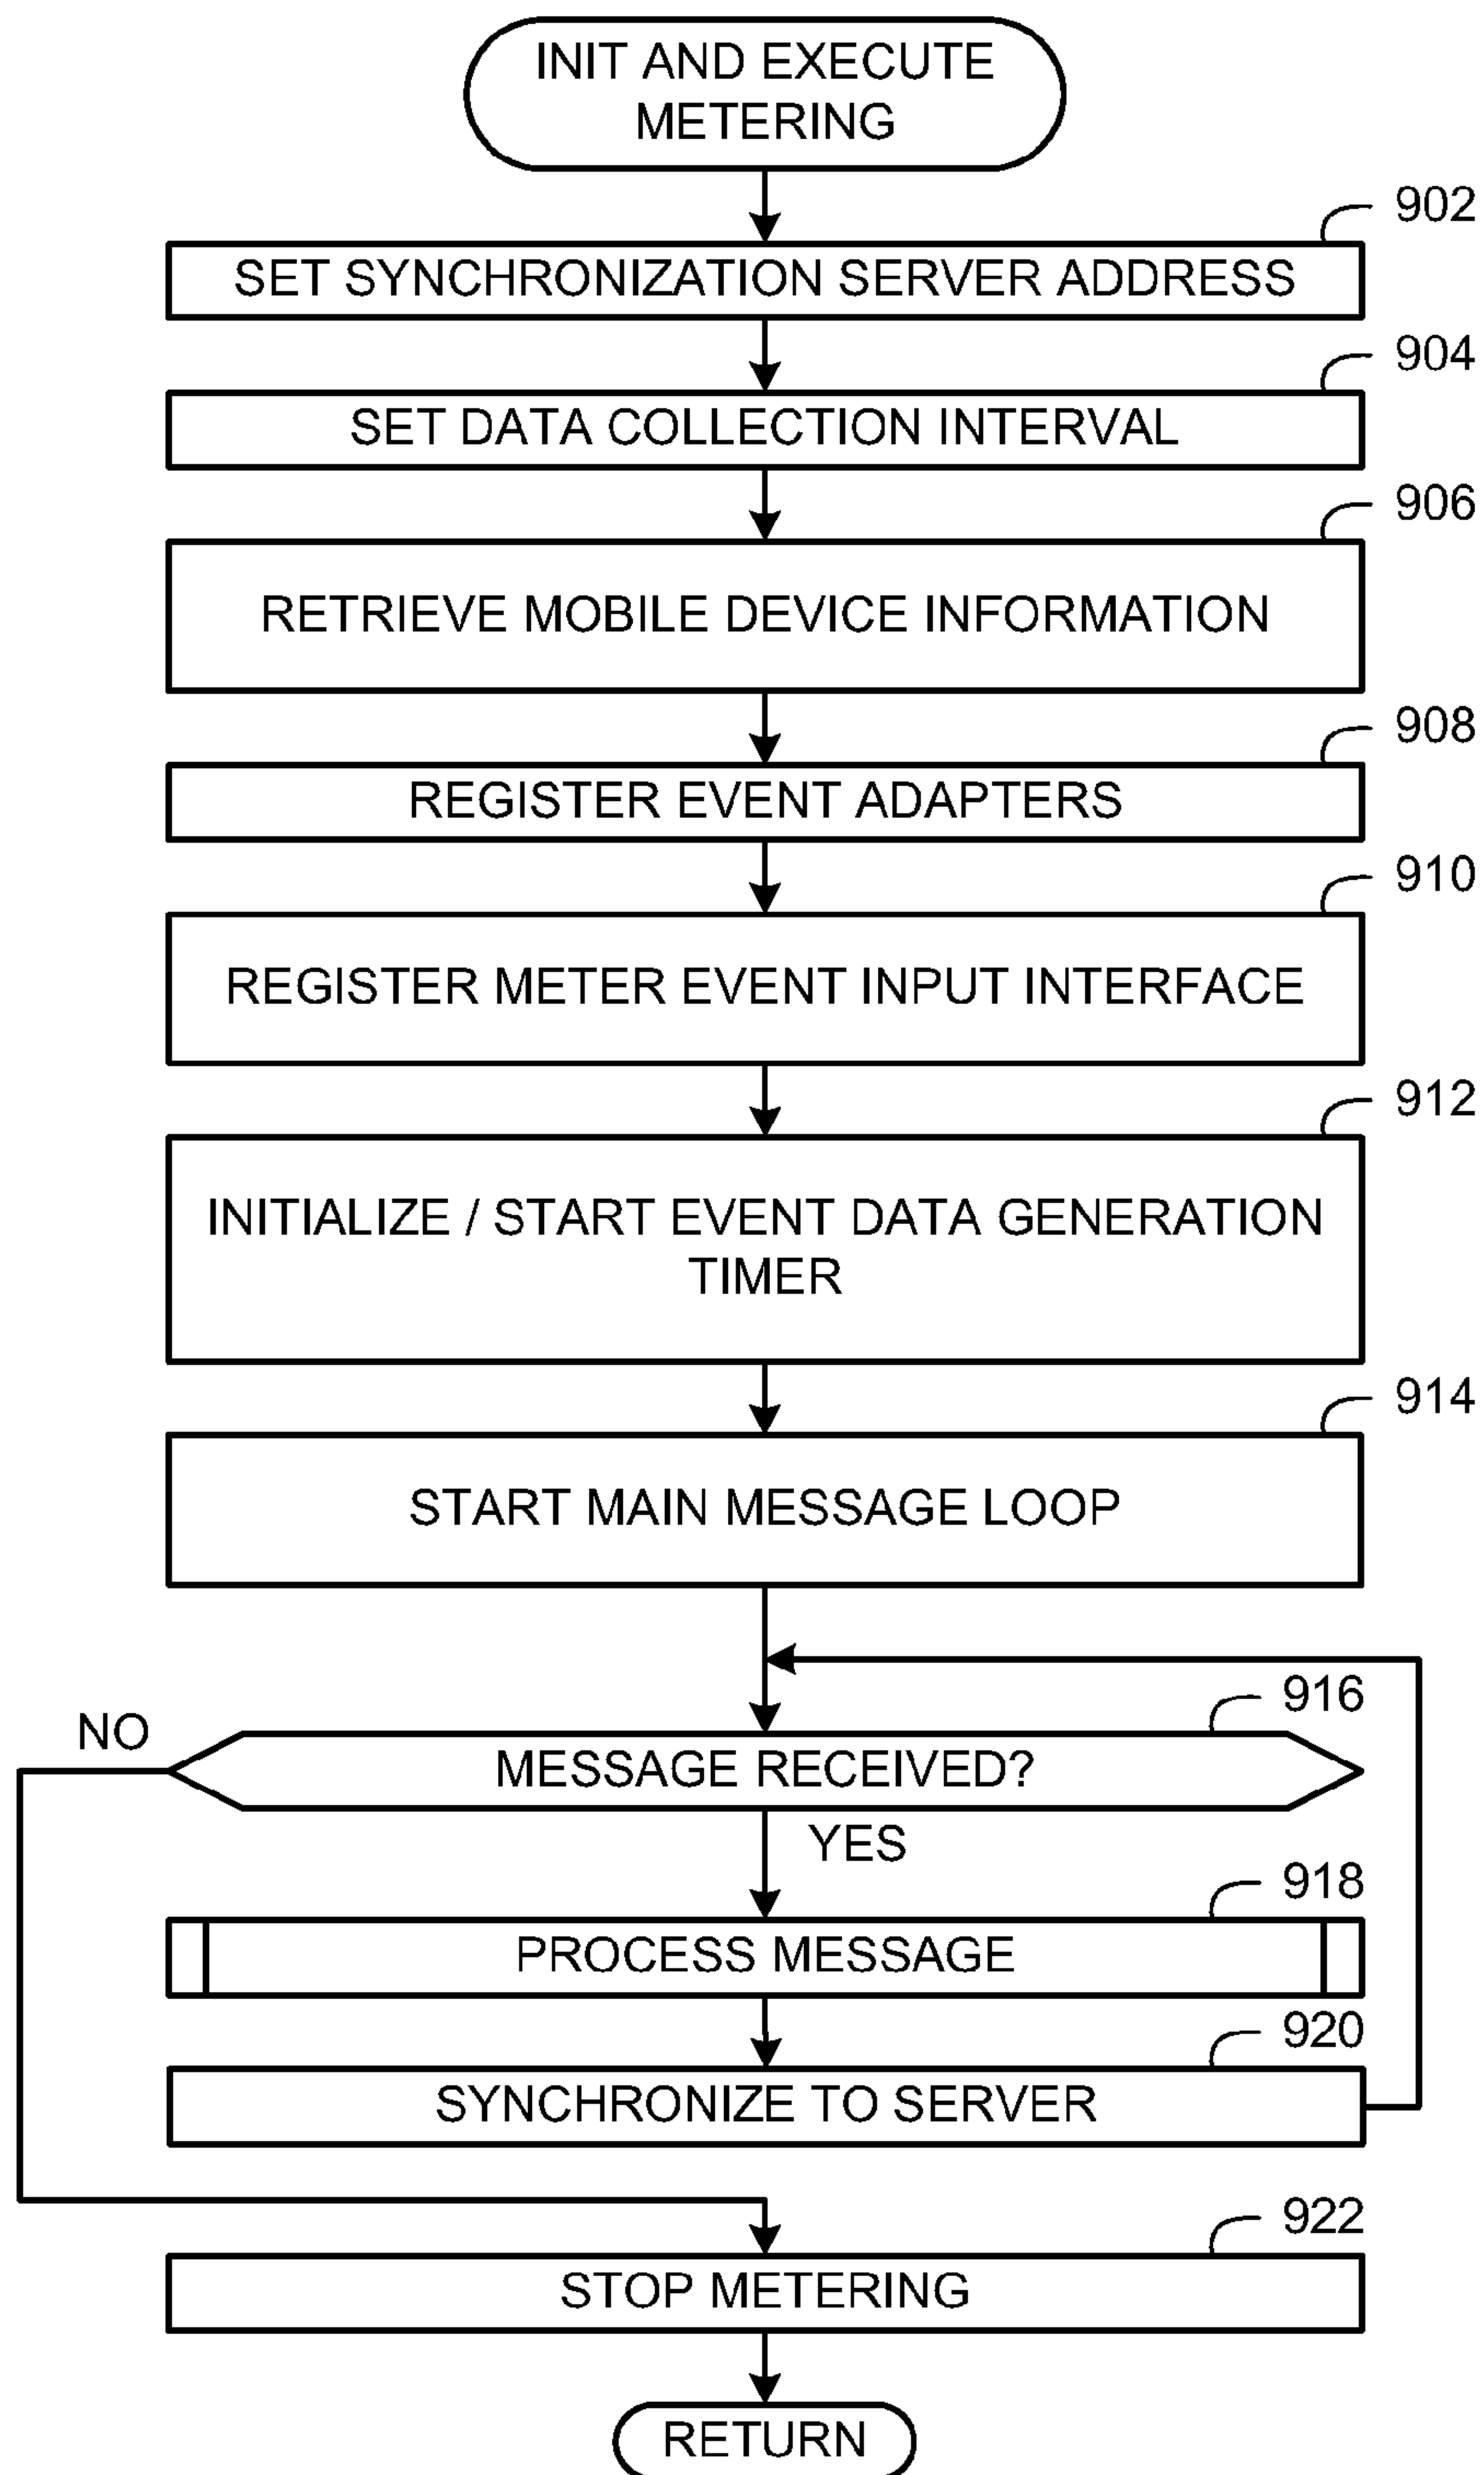 INIT AND EXECUTE
METERING
902
SET SYNCHRONIZATION SERVER ADDRESS
904
SET DATA COLLECTION INTERVAL
906
RETRIEVE MOBILE DEVICE INFORMATION
908
REGISTER EVENT ADAPTERS
910
REGISTER METER EVENT INPUT INTERFACE
912
INITIALIZE / START EVENT DATA GENERATION
TIMER
914
START MAIN MESSAGE LOOP
916
NO
MESSAGE RECEIVED?
YES
918
PROCESS MESSAGE
920
SYNCHRONIZE TO SERVER
922
STOP METERING
RETURN